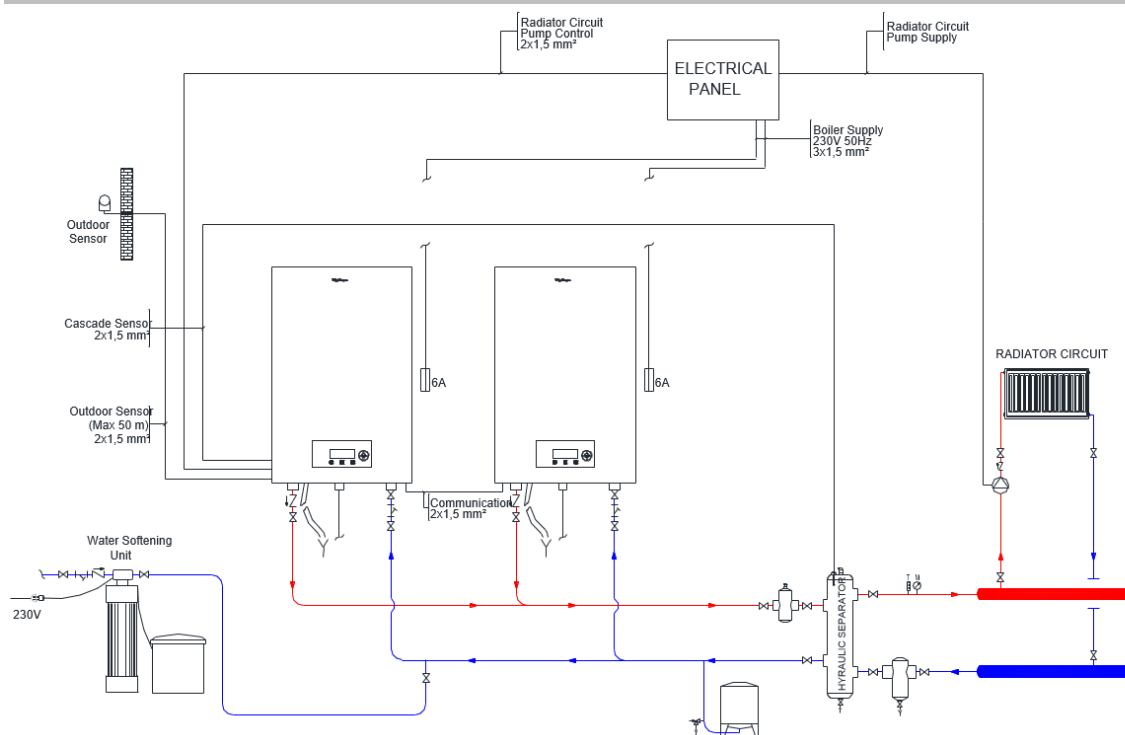 Radiator Circuit
Pump Control
2x1,5 mm²
ELECTRICAL
PANEL
Radiator Circuit
Pump Supply
Boiler Supply
230V 50Hz
3x1,5 mm²
Outdoor
Sensor
Cascade Sensor
2x1,5 mm²
6A
6A
RADIATOR CIRCUIT
Outdoor Sensor
(Max 50 m)
2x1,5 mm²
Communication
2x1,5 mm²
Water Softening
Unit
230V
T
HYRAULIC SEPARATOR